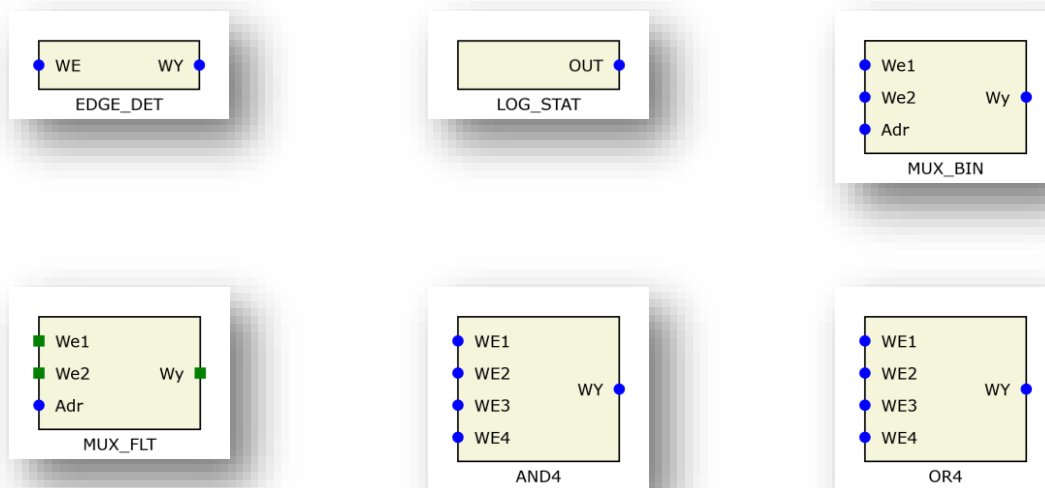 WE WY
EDGE_DET
OUT
LOG_STAT
We1
We2 Wy
Adr
MUX_BIN
We1
We2 Wy
Adr
MUX_FLT
WE1
WE2
WY
WE3
WE4
AND4
WE1
WE2
WY
WE3
WE4
OR4